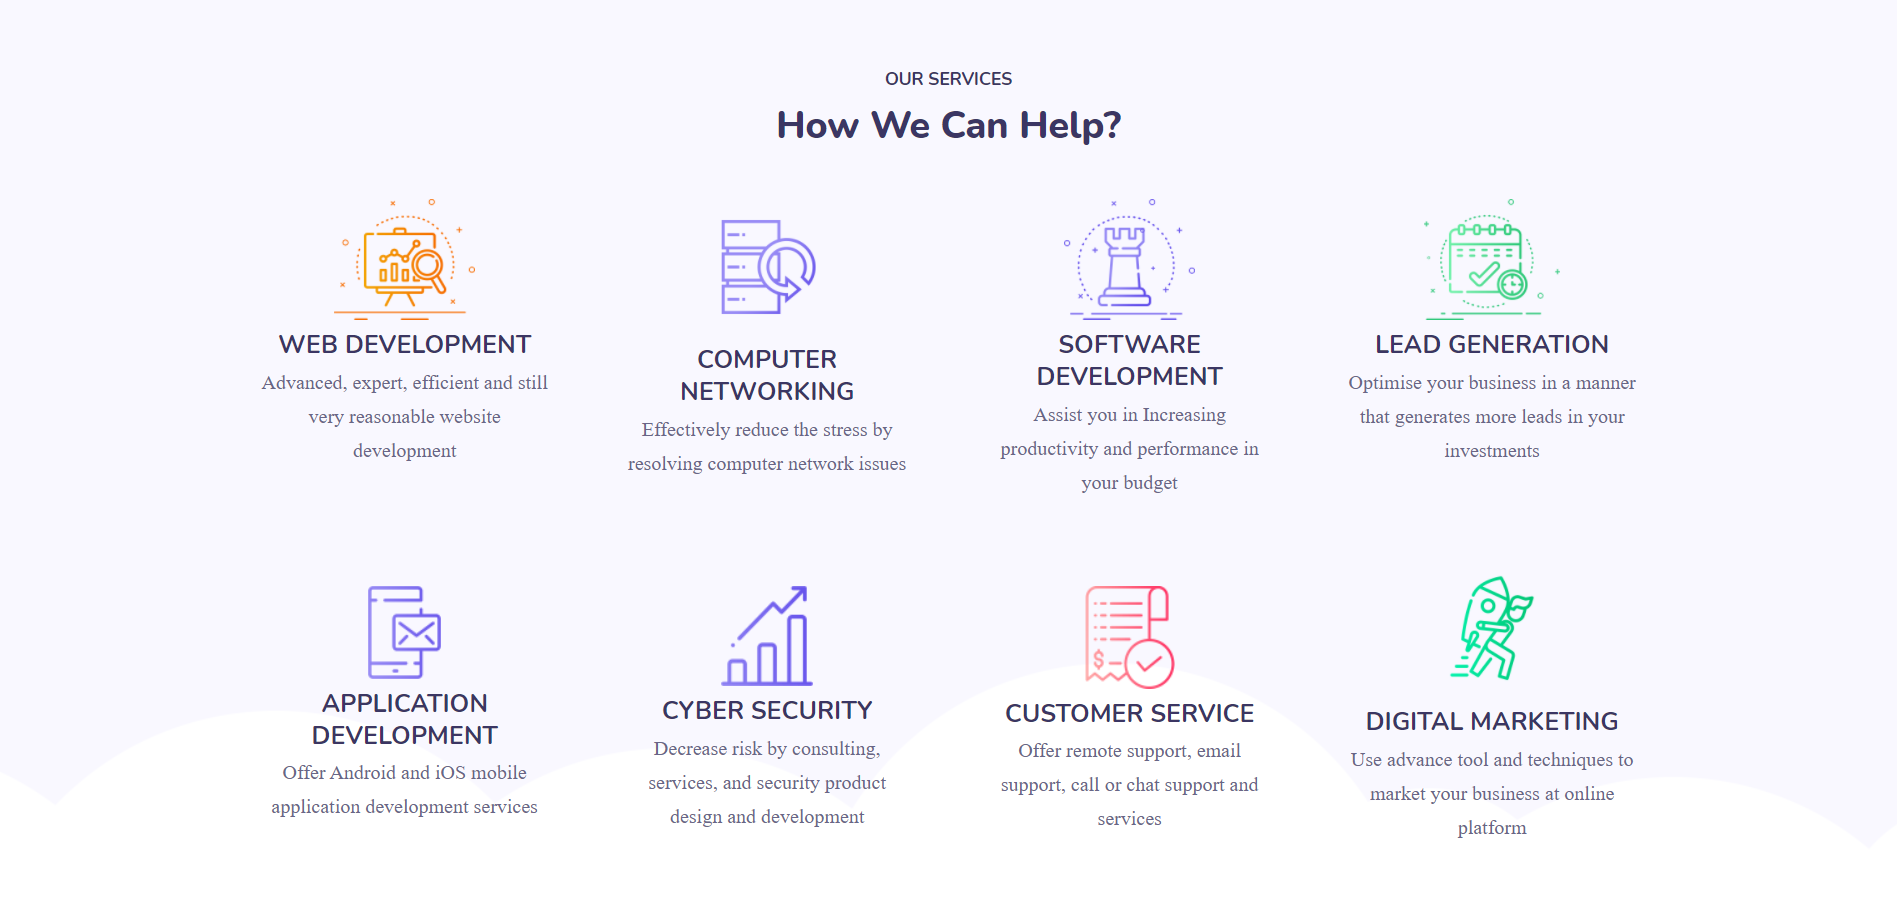 OUR SERVICES
How We Can Help?
WEB DEVELOPMENT
Advanced, expert, efficient and still
very reasonable website
development
COMPUTER
NETWORKING
Effectively reduce the stress by
resolving computer network issues
SOFTWARE
DEVELOPMENT
Assist you in Increasing
productivity and performance in
your budget
LEAD GENERATION
Optimise your business in a manner
that generates more leads in your
investments
APPLICATION
DEVELOPMENT
Offer Android and iOS mobile
application development services
CYBER SECURITY
Decrease risk by consulting,
services, and security product
design and development
$
CUSTOMER SERVICE
Offer remote support, email
support, call or chat support and
services
DIGITAL MARKETING
Use advance tool and techniques to
market your business at online
platform